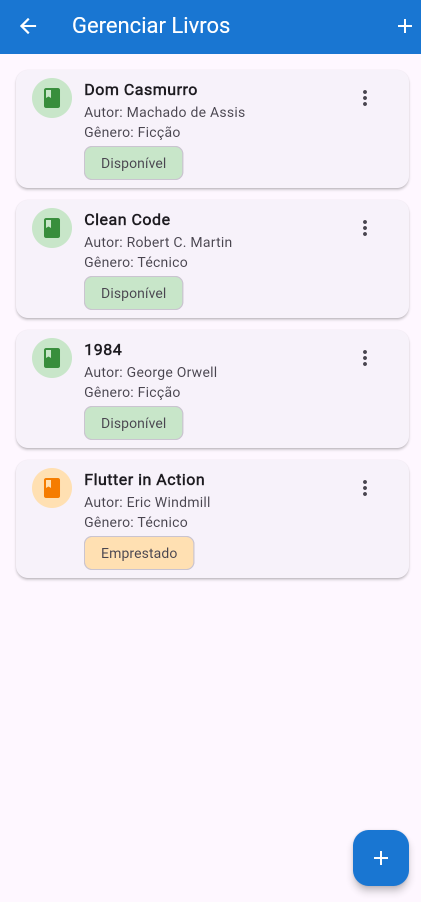 Gerenciar Livros
Dom Casmurro
Autor: Machado de Assis
Gênero: Ficção
Disponível
Clean Code
Autor: Robert C. Martin
Gênero: Técnico
Disponível
1984
Autor: George Orwell
Gênero: Ficção
Disponível
Flutter in Action
Autor: Eric Windmill
Gênero: Técnico
Emprestado